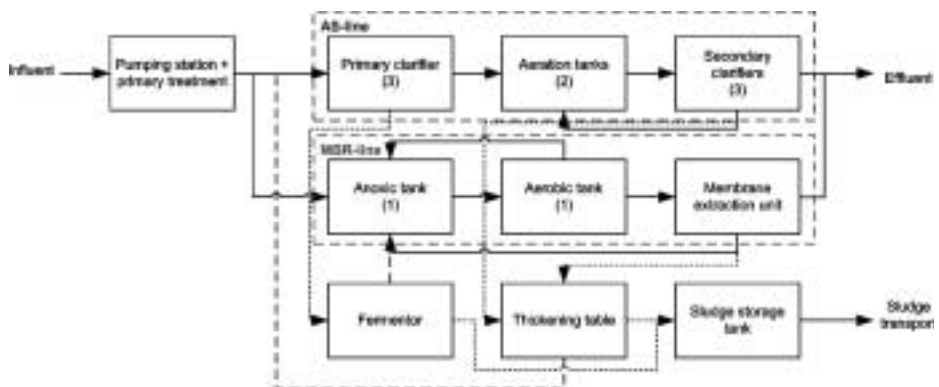 AS-line
Influent
Pumping station +
primary treatment
Primary clarifier
(3)
Aeration tanks
(2)
Secondary
clarifiers
(3)
Effluent
MBR-line
Anoxic tank
(1)
Aerobic tank
(1)
Membrane
extraction unit
Fermentor
Thickening table
Sludge storage
tank
Sludge
transport